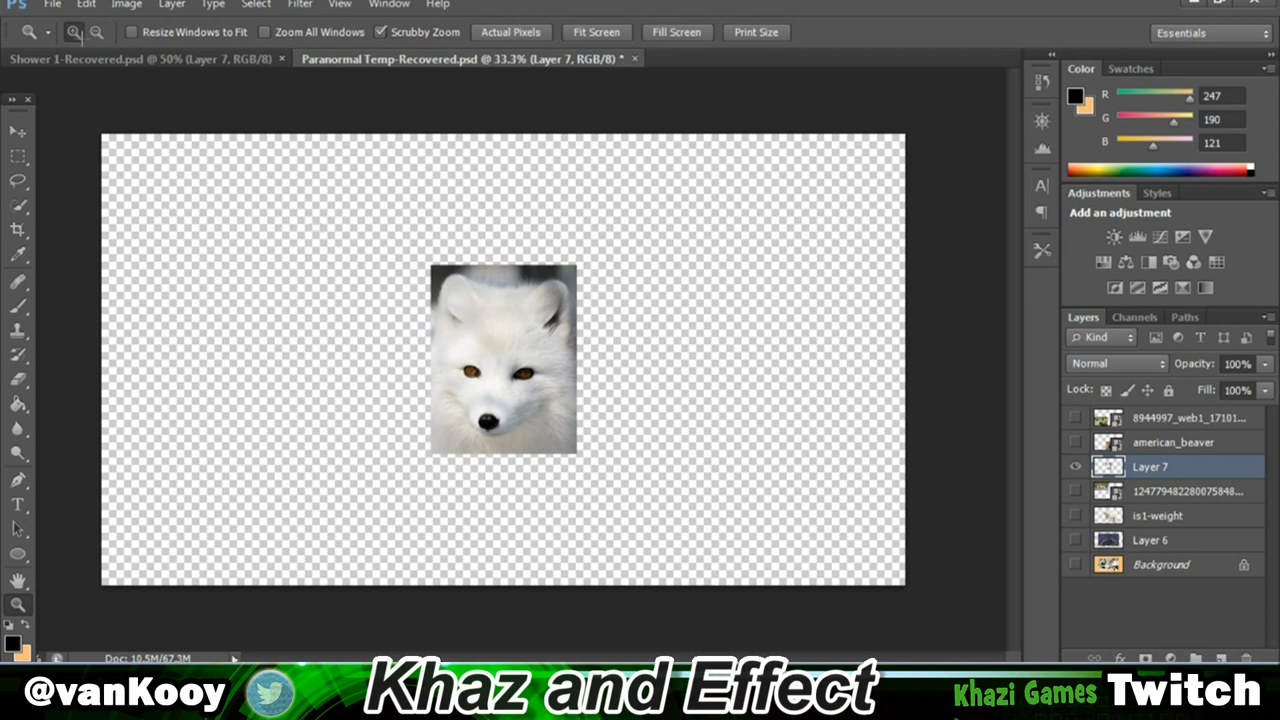 Ps File Edit Image Layer Type Select Filter View Window Help
Resize Windows to Fit Zoom All Windows Scrubby Zoom Actual Pixels Fit Screen Fill Screen Print Size Essentials
Shower 1-Recovered.psd @ 50% (Layer 7, RGB/8) × Paranormal Temp-Recovered.psd @ 33.3% (Layer 7, RGB/8) * ×
Color Swatches
R 247
G 190
B 121
Adjustments Styles
Add an adjustment
Layers Channels Paths
Kind
Normal Opacity: 100%
Lock: Fill: 100%
8944997_web1_17101...
american_beaver
Layer 7
124779482280075848...
is1-weight
Layer 6
Background
Doc: 10.5M/67.3M
@vanKooy Khaz and Effect Khazi Games Twitch